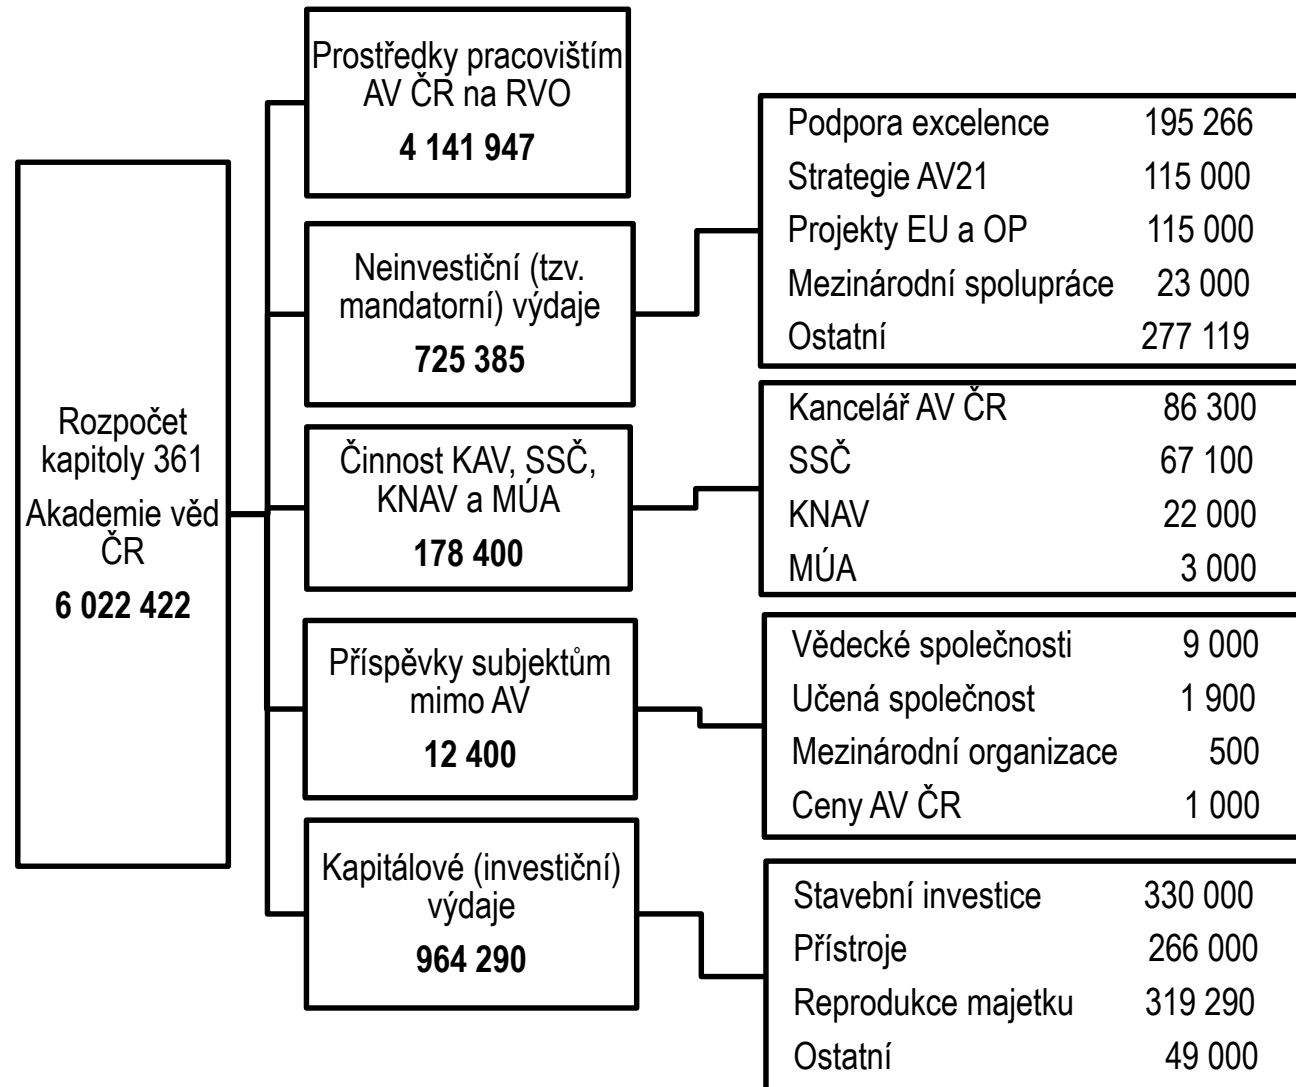 Rozpočet
kapitoly 361
Akademie věd
ČR
6 022 422
Prostředky pracovištím
AV ČR na RVO
4 141 947
Neinvestiční (tzv.
mandatorní) výdaje
725 385
Podpora excelence 195 266
Strategie AV21 115 000
Projekty EU a OP 115 000
Mezinárodní spolupráce 23 000
Ostatní 277 119
Činnost KAV, SSČ,
KNAV a MÚA
178 400
Kancelář AV ČR 86 300
SSČ 67 100
KNAV 22 000
MÚA 3 000
Příspěvky subjektům
mimo AV
12 400
Vědecké společnosti 9 000
Učená společnost 1 900
Mezinárodní organizace 500
Ceny AV ČR 1 000
Kapitálové (investiční)
výdaje
964 290
Stavební investice 330 000
Přístroje 266 000
Reprodukce majetku 319 290
Ostatní 49 000